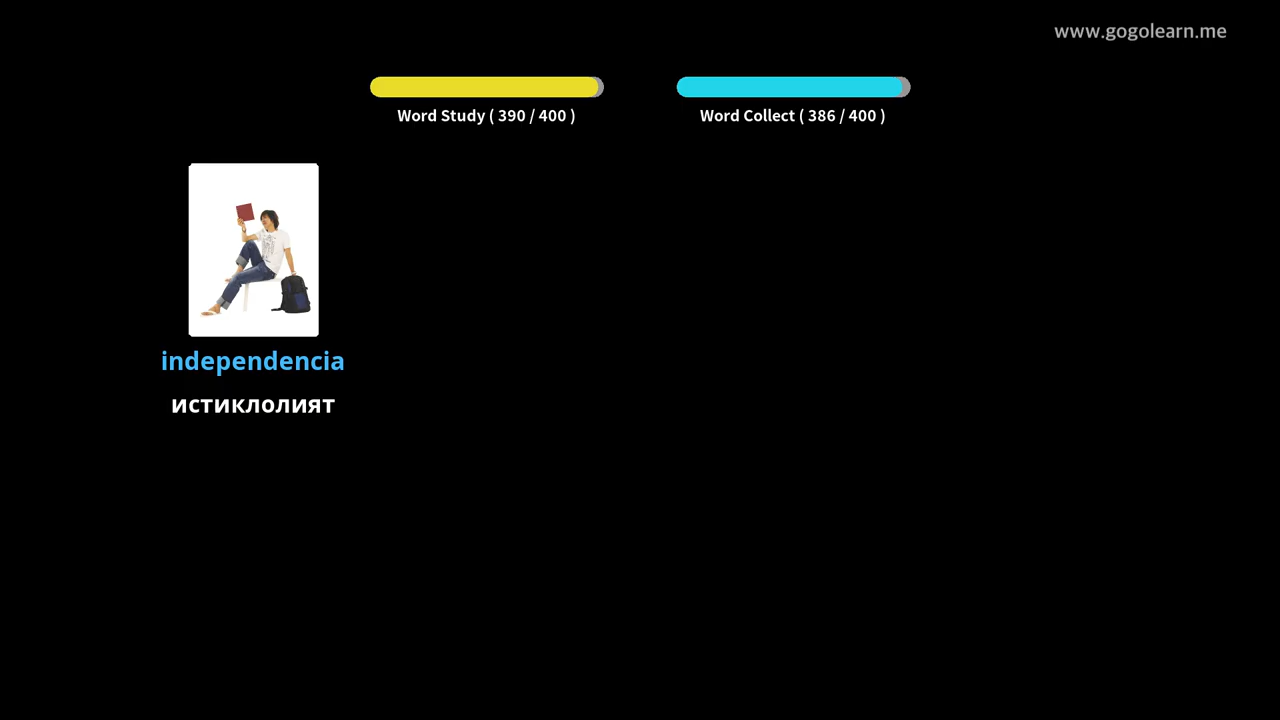 www.gogolearn.me
Word Study ( 390 / 400 )
Word Collect ( 386 / 400 )
independencia
истиклолият